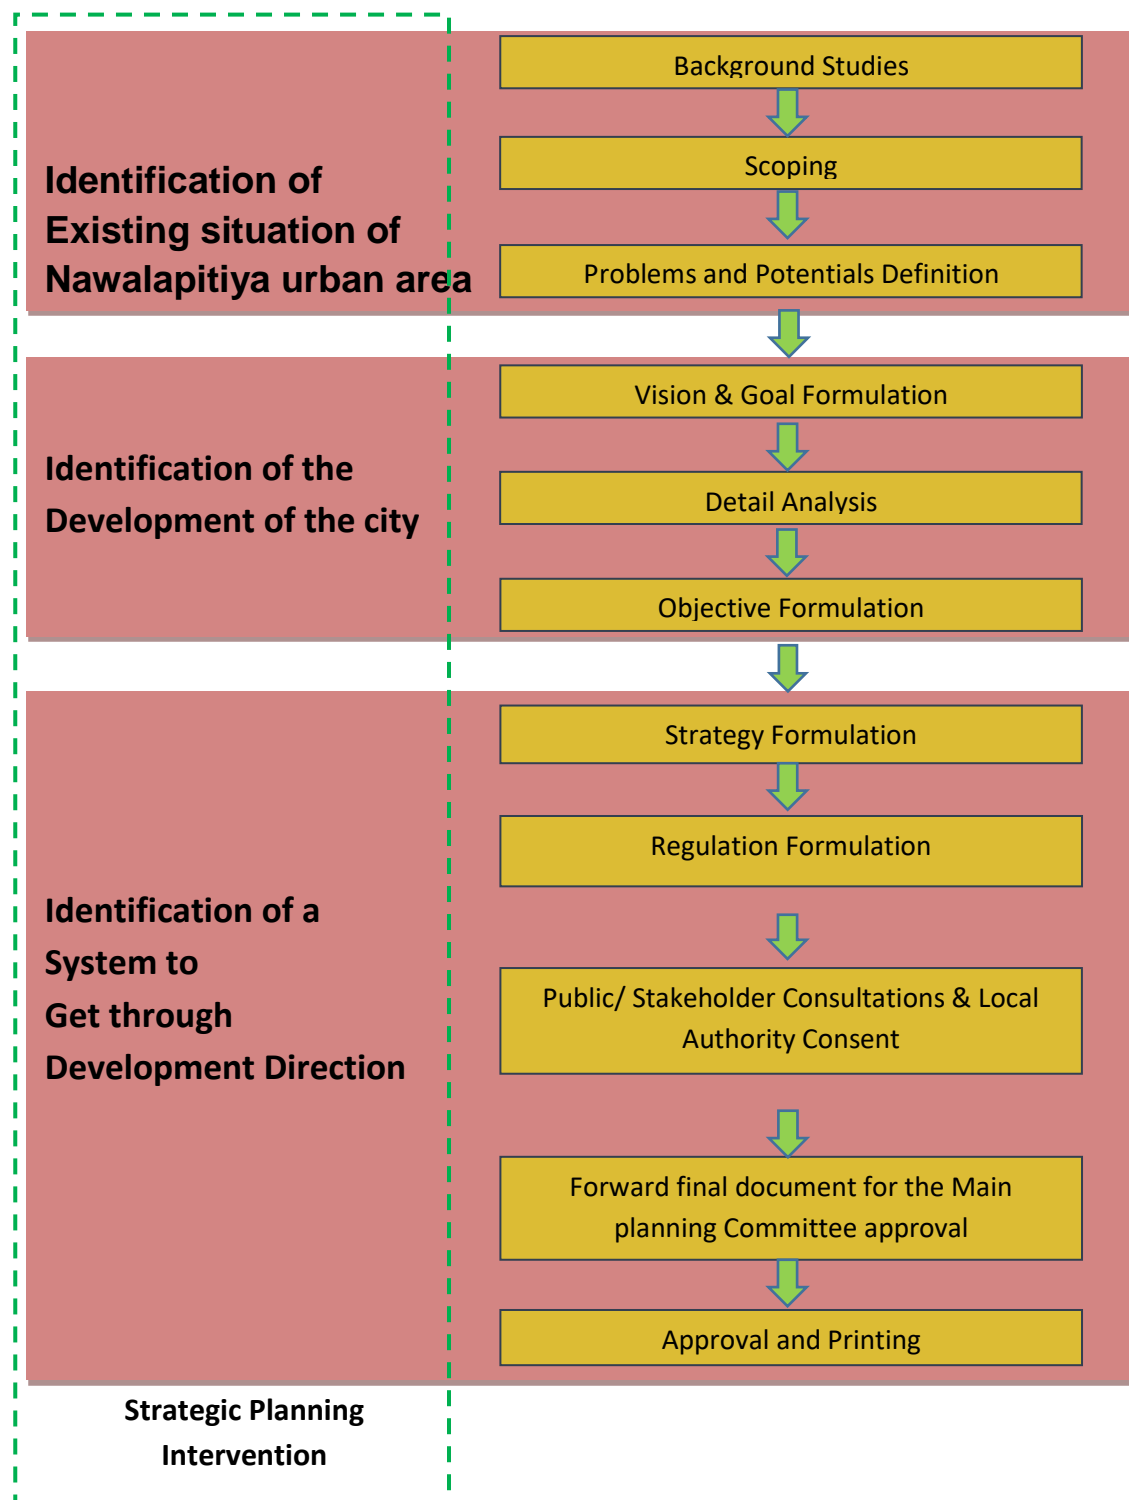 Background Studies
Scoping
Identification of
Existing situation of
Nawalapitiya urban area
Problems and Potentials Definition
Vision & Goal Formulation
Identification of the
Development of the city
Detail Analysis
Objective Formulation
Strategy Formulation
Regulation Formulation
Identification of a
System to
Get through
Development Direction
Public/ Stakeholder Consultations & Local
Authority Consent
Forward final document for the Main
planning Committee approval
Approval and Printing
Strategic Planning
Intervention